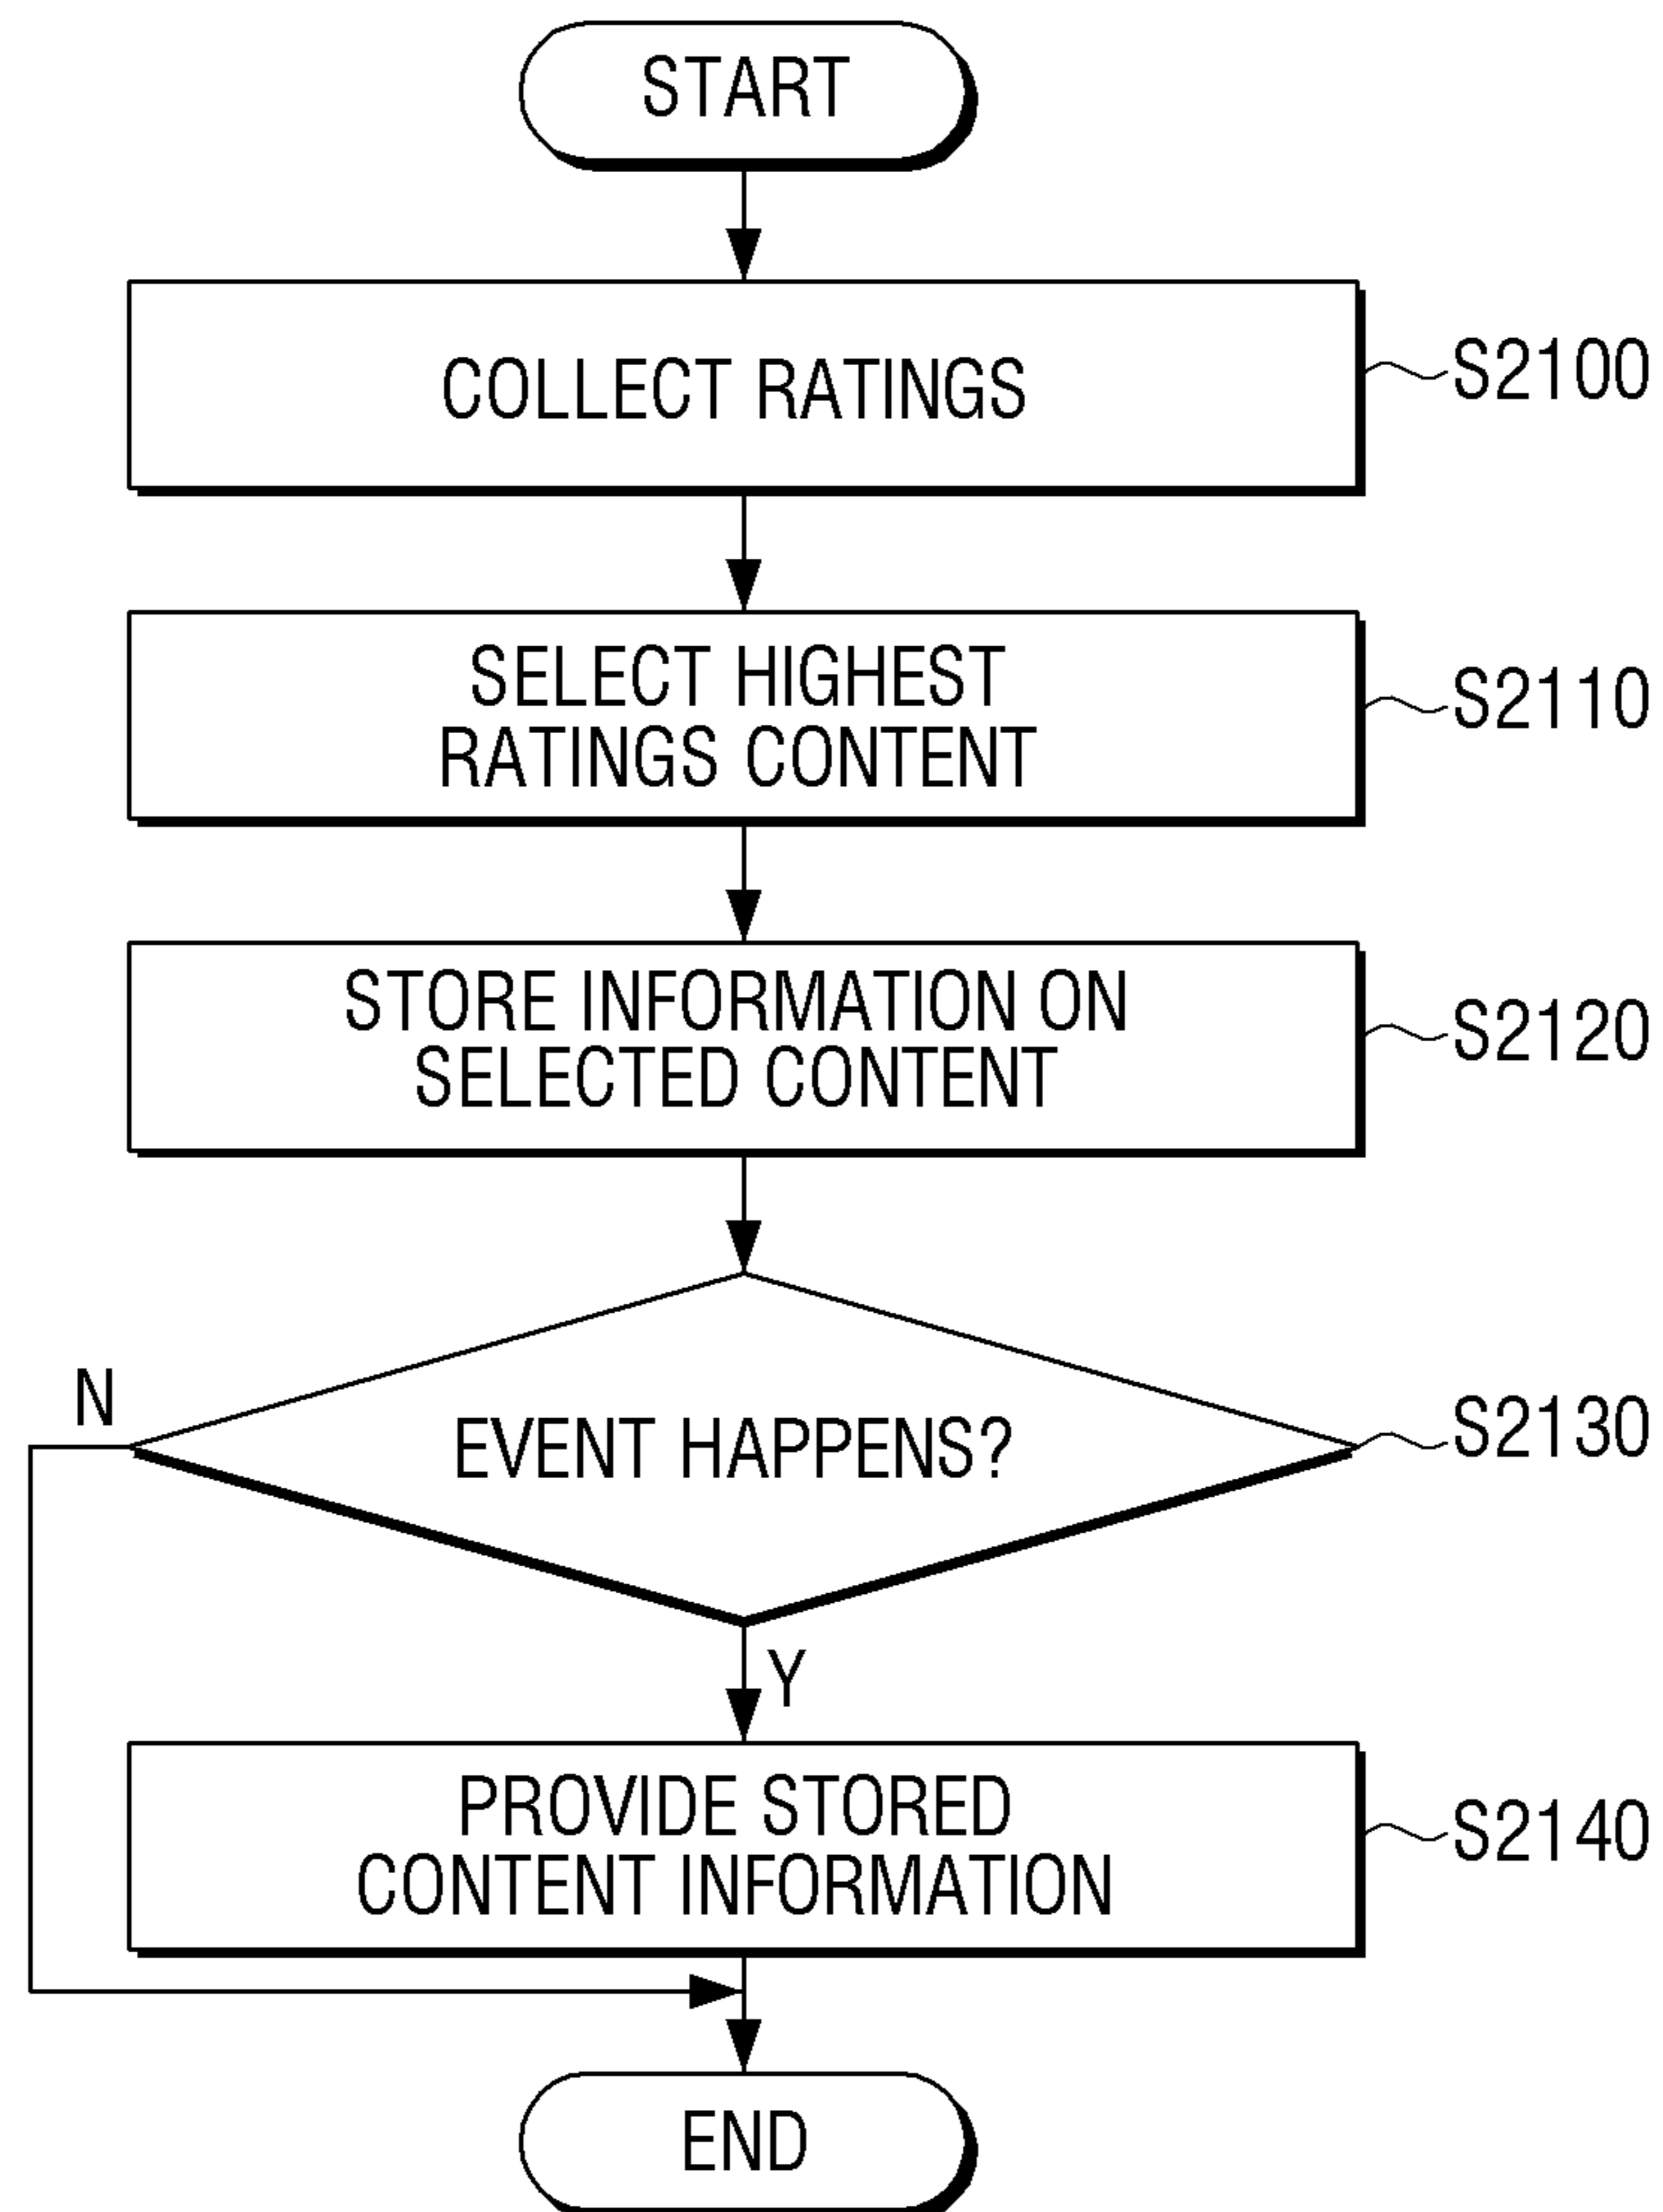 START
COLLECT RATINGS
S2100
SELECT HIGHEST
RATINGS CONTENT
S2110
STORE INFORMATION ON
SELECTED CONTENT
S2120
N
EVENT HAPPENS?
S2130
Y
PROVIDE STORED
CONTENT INFORMATION
S2140
END